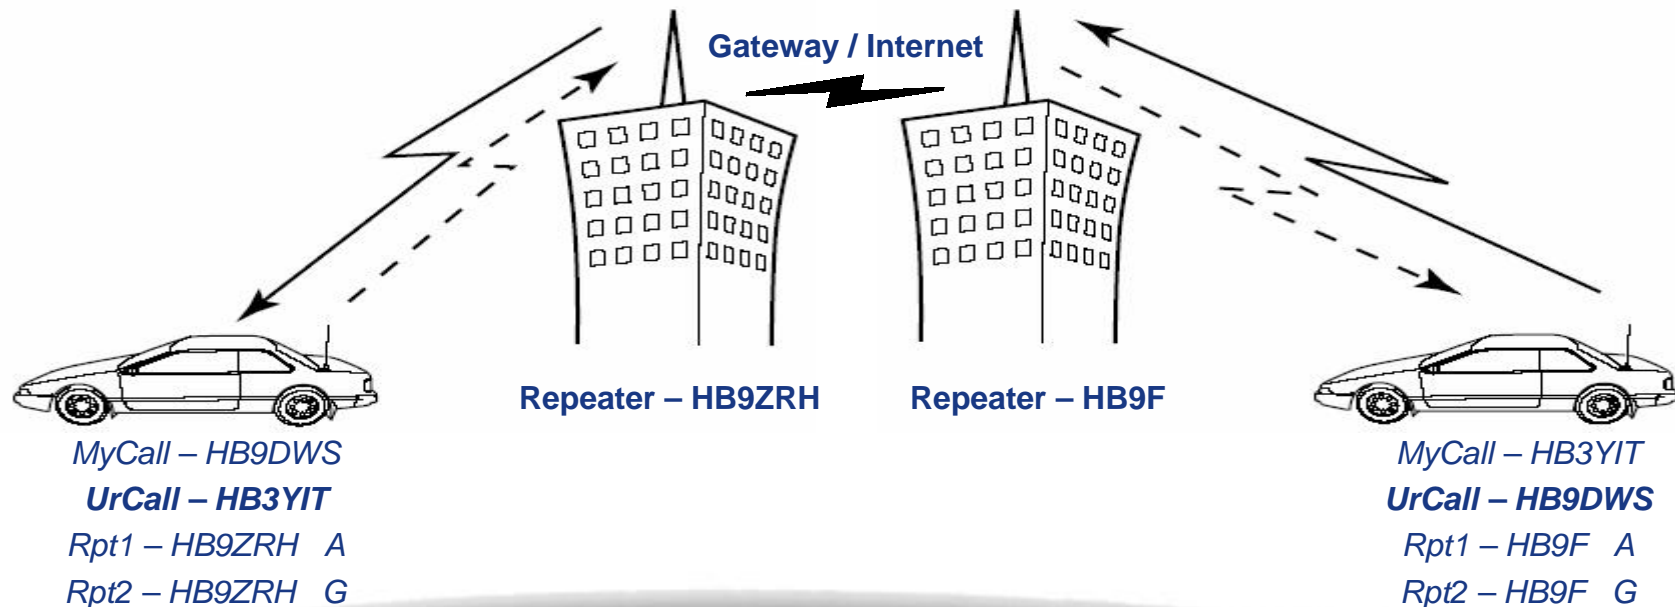 Gateway / Internet
Repeater – HB9ZRH
Repeater – HB9F
MyCall – HB9DWS
UrCall – HB3YIT
Rpt1 – HB9ZRH A
Rpt2 – HB9ZRH G
MyCall – HB3YIT
UrCall – HB9DWS
Rpt1 – HB9F A
Rpt2 – HB9F G